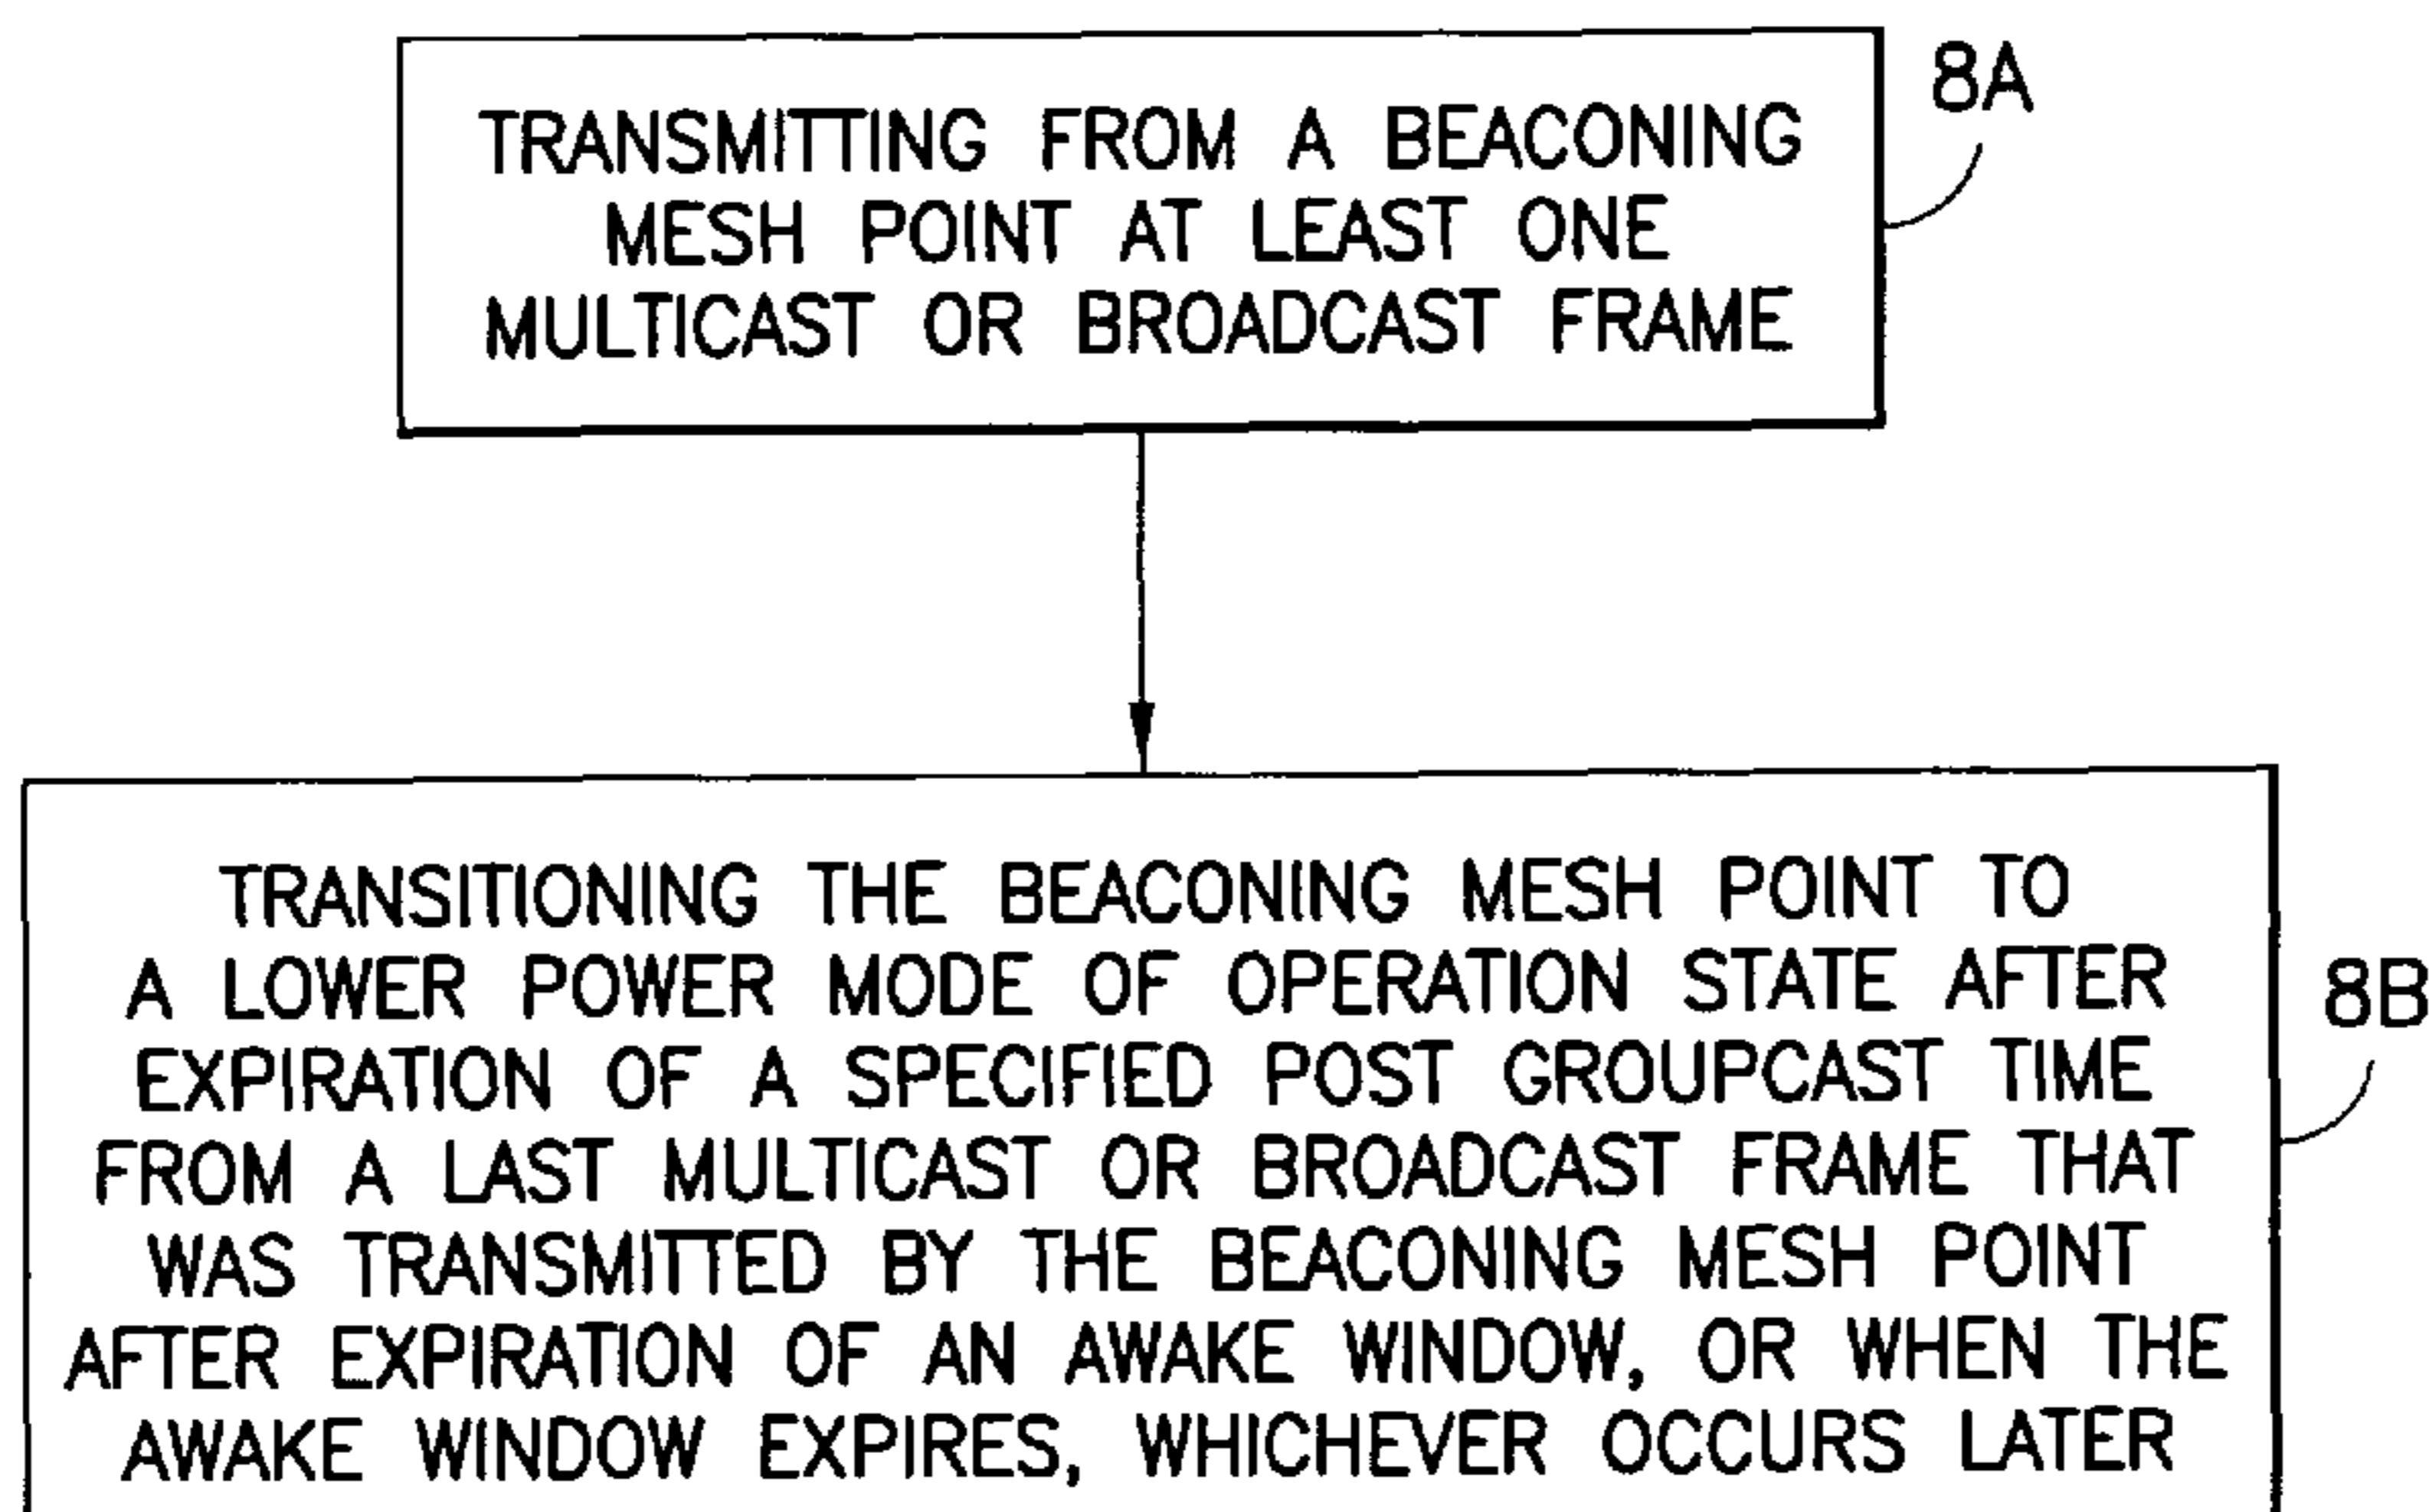 TRANSMITTING FROM A BEACONING
MESH POINT AT LEAST ONE
MULTICAST OR BROADCAST FRAME
8A
TRANSITIONING THE BEACONING MESH POINT TO
A LOWER POWER MODE OF OPERATION STATE AFTER
EXPIRATION OF A SPECIFIED POST GROUPCAST TIME
FROM A LAST MULTICAST OR BROADCAST FRAME THAT
WAS TRANSMITTED BY THE BEACONING MESH POINT
AFTER EXPIRATION OF AN AWAKE WINDOW, OR WHEN THE
AWAKE WINDOW EXPIRES, WHICHEVER OCCURS LATER
8B